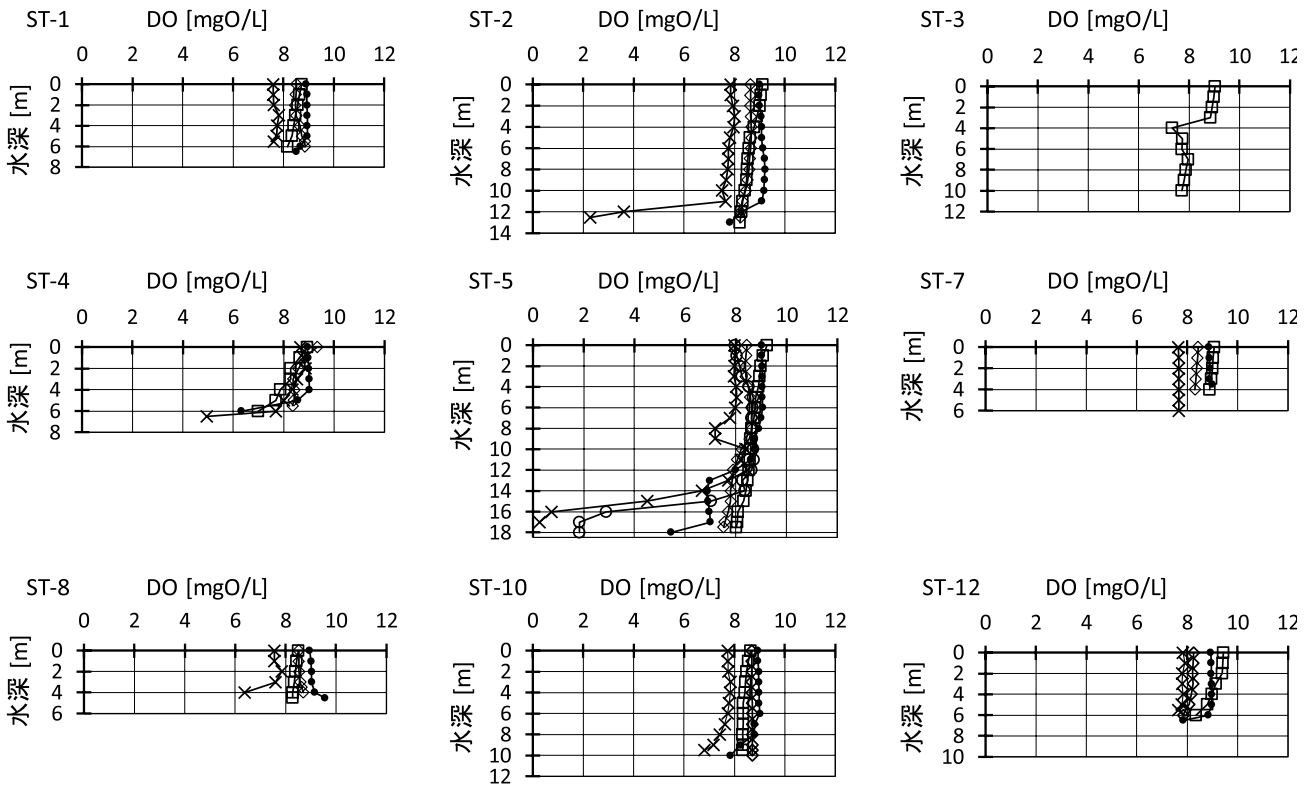 ST-1 DO [mgO/L]
0 2 4 6 8 10 12
水深 [m]
0
2
4
6
8
ST-2 DO [mgO/L]
0 2 4 6 8 10 12
水深 [m]
0
2
4
6
8
10
12
14
ST-3 DO [mgO/L]
0 2 4 6 8 10 12
水深 [m]
0
2
4
6
8
10
12
ST-4 DO [mgO/L]
0 2 4 6 8 10 12
水深 [m]
0
2
4
6
8
ST-5 DO [mgO/L]
0 2 4 6 8 10 12
水深 [m]
0
2
4
6
8
10
12
14
16
18
ST-7 DO [mgO/L]
0 2 4 6 8 10 12
水深 [m]
0
2
4
6
ST-8 DO [mgO/L]
0 2 4 6 8 10 12
水深 [m]
0
2
4
6
ST-10 DO [mgO/L]
0 2 4 6 8 10 12
水深 [m]
0
2
4
6
8
10
12
ST-12 DO [mgO/L]
0 2 4 6 8 10 12
水深 [m]
0
2
4
6
8
10